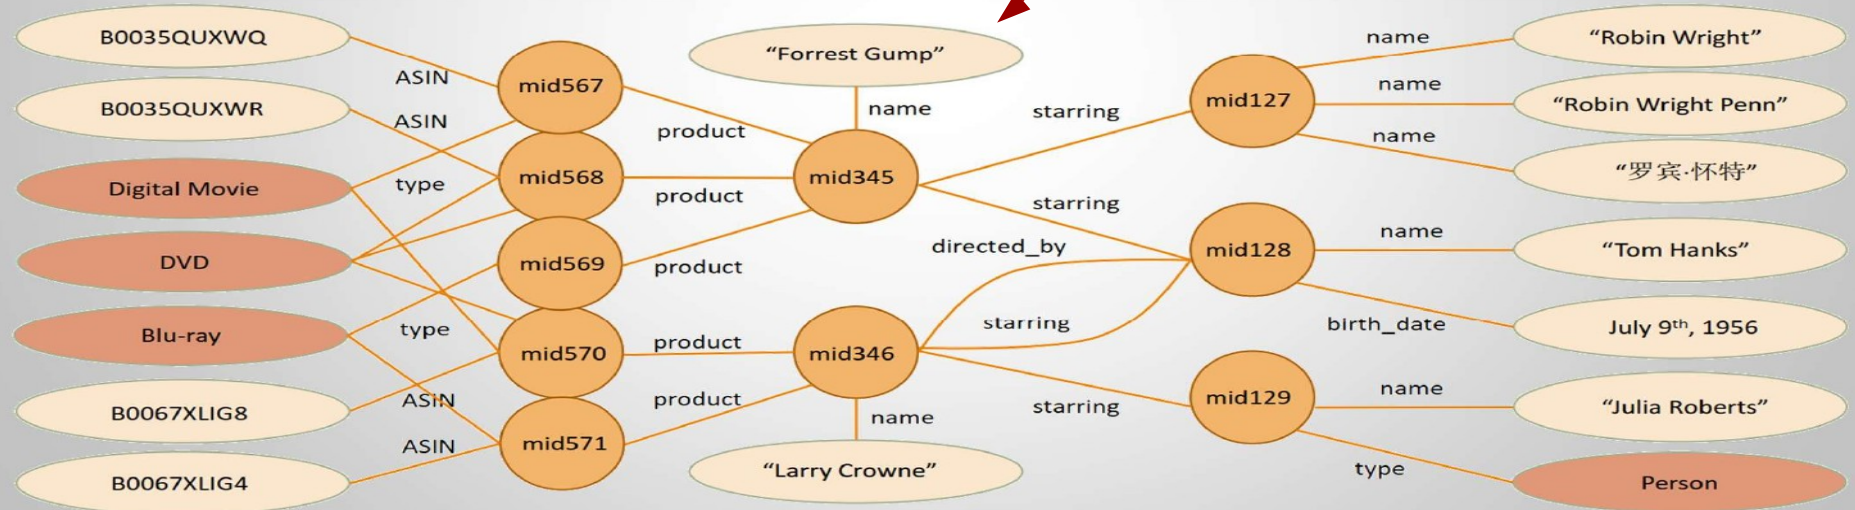 B0035QUXWQ
B0035QUXWR
Digital Movie
DVD
Blu-ray
B0067XLIG8
B0067XLIG4
ASIN
ASIN
type
type
ASIN
ASIN
mid567
mid568
mid569
mid570
mid571
product
product
product
product
product
“Forrest Gump”
name
mid345
mid346
name
“Larry Crowne”
starring
starring
directed_by
starring
starring
mid127
mid128
mid129
name
name
name
name
birth_date
name
type
“Robin Wright”
“Robin Wright Penn”
“罗宾·怀特”
“Tom Hanks”
July 9th, 1956
“Julia Roberts”
Person